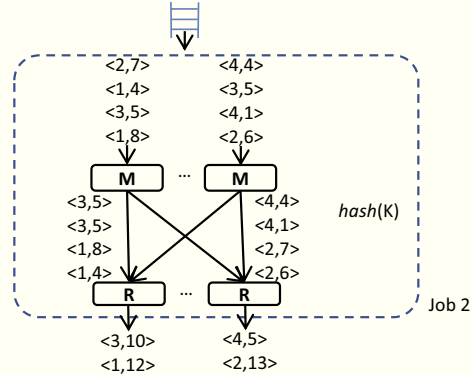 <2,7> <4,4>
<1,4> <3,5>
<3,5> <4,1>
<1,8> <2,6>
M ... M
<3,5> <4,4>
<3,5> <4,1>
hash(K)
<1,8> <2,7>
<1,4> <2,6>
R ... R
Job 2
<3,10> <4,5>
<1,12> <2,13>